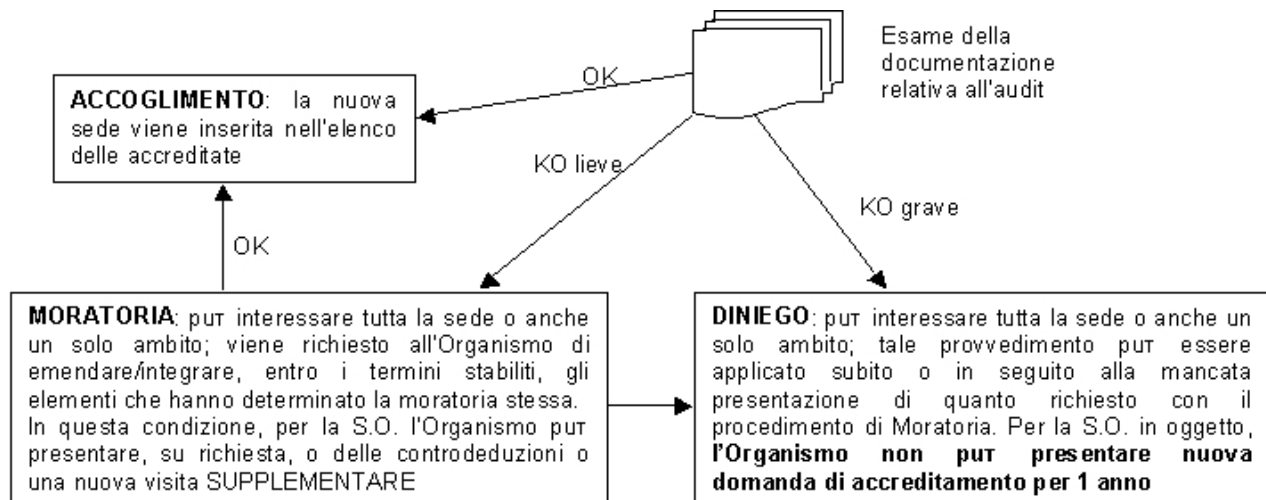 Esame della
documentazione
relativa all'audit
OK
ACCOGLIMENTO: la nuova
sede viene inserita nell'elenco
delle accreditate
KO lieve
KO grave
OK
MORATORIA: puт interessare tutta la sede o anche
un solo ambito; viene richiesto all'Organismo di
emendare/integrare, entro i termini stabiliti, gli
elementi che hanno determinato la moratoria stessa.
In questa condizione, per la S.O. l'Organismo puт
presentare, su richiesta, o delle controdeduzioni o
una nuova visita SUPPLEMENTARE
DINIEGO: puт interessare tutta la sede o anche un
solo ambito; tale provvedimento puт essere
applicato subito o in seguito alla mancata
presentazione di quanto richiesto con il
procedimento di Moratoria. Per la S.O. in oggetto,
l'Organismo non puт presentare nuova
domanda di accreditamento per 1 anno